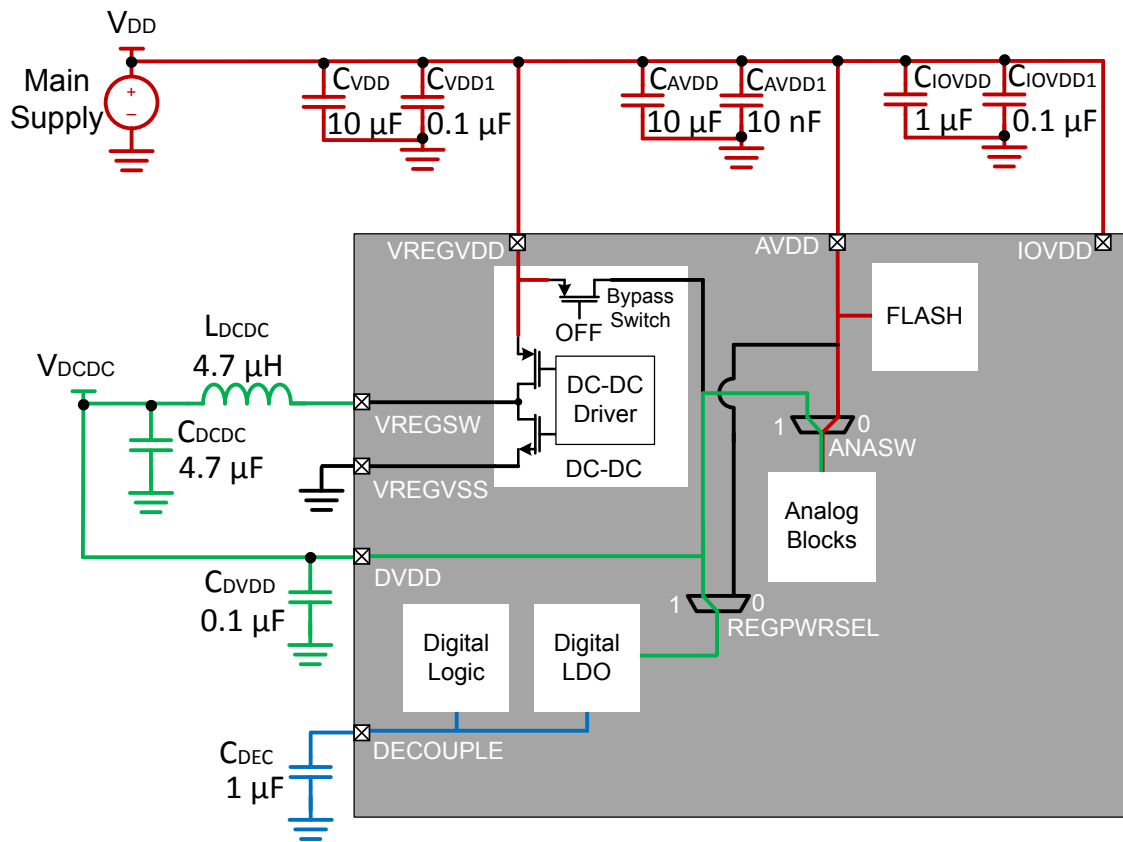 VDD
Main
Supply
+
−
CVDD
10 µF
CVDD1
0.1 µF
CAVDD
10 µF
CAVDD1
10 nF
CIOVDD
1 µF
CIOVDD1
0.1 µF
VREGVDD
AVDD
IOVDD
Bypass
Switch
OFF
FLASH
LDCDC
4.7 µH
VDCDC
CDCDC
4.7 µF
VREGSW
DC-DC
Driver
DC-DC
VREGVSS
1
0
ANASW
Analog
Blocks
DVDD
CDVDD
0.1 µF
1
0
REGPWRSEL
Digital
Logic
Digital
LDO
DECOUPLE
CDEC
1 µF